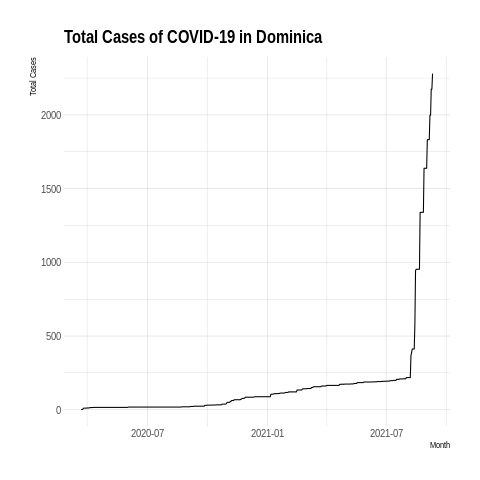 Total Cases of COVID-19 in Dominica
Total Cases
2000
1500
1000
500
0
2020-07
2021-01
2021-07
Month